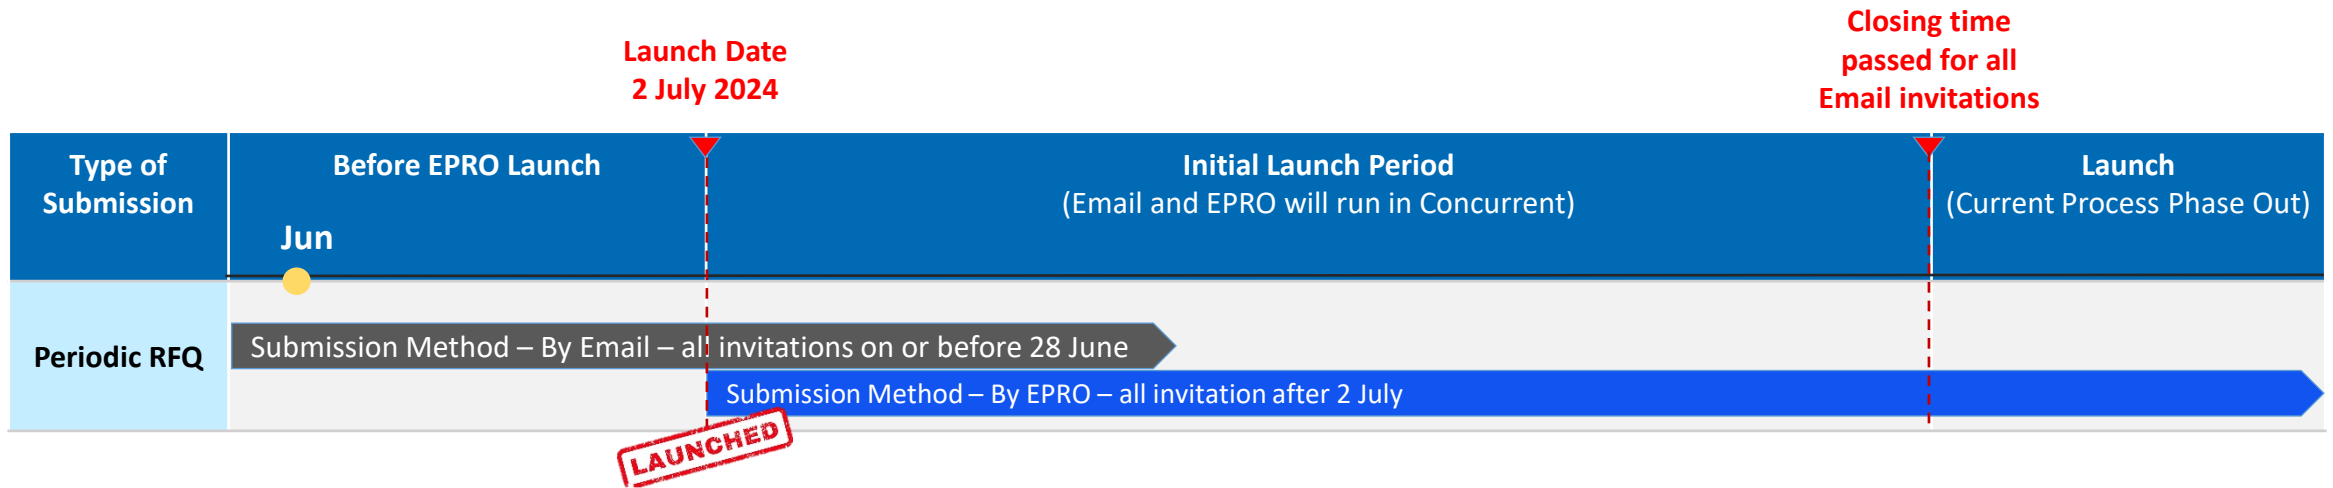 Launch Date
2 July 2024
Closing time
passed for all
Email invitations
Type of
Submission
Before EPRO Launch
Jun
Initial Launch Period
(Email and EPRO will run in Concurrent)
Launch
(Current Process Phase Out)
Periodic RFQ
Submission Method – By Email – all invitations on or before 28 June
Submission Method – By EPRO – all invitation after 2 July
LAUNCHED